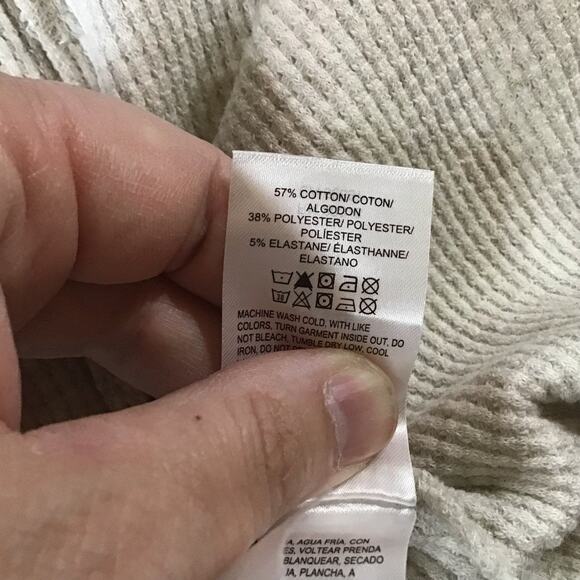 57% COTTON/ COTON/
ALGODON
38% POLYESTER/ POLYESTER/
POLÍESTER
5% ELASTANE/ ÉLASTHANNE/
ELASTANO
30
MACHINE WASH COLD, WITH LIKE
COLORS, TURN GARMENT INSIDE OUT, DO
NOT BLEACH, TUMBLE DRY LOW, COOL
IRON, DO NOT
AGUA FRÍA, CON
VOLTEAR PRENDA
BLANQUEAR, SECADO
PLANCHA, A